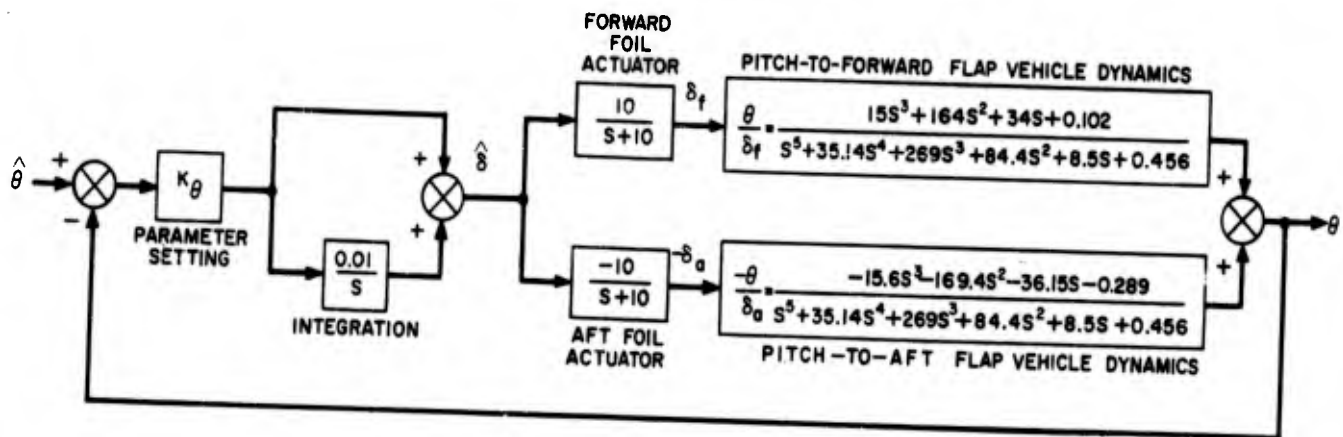 FORWARD
FOIL
ACTUATOR
10
S+10
δf
PITCH-TO-FORWARD FLAP VEHICLE DYNAMICS
θ
δf
=
15S³+164S²+34S+0.102
S⁵+35.14S⁴+269S³+84.4S²+8.5S+0.456
θ̂
+
−
Kθ
PARAMETER
SETTING
0.01
S
INTEGRATION
+
+
δ̂
-10
S+10
AFT FOIL
ACTUATOR
-δa
-θ
δa
=
-15.6S³-169.4S²-36.15S-0.289
S⁵+35.14S⁴+269S³+84.4S²+8.5S+0.456
PITCH-TO-AFT FLAP VEHICLE DYNAMICS
+
+
θ